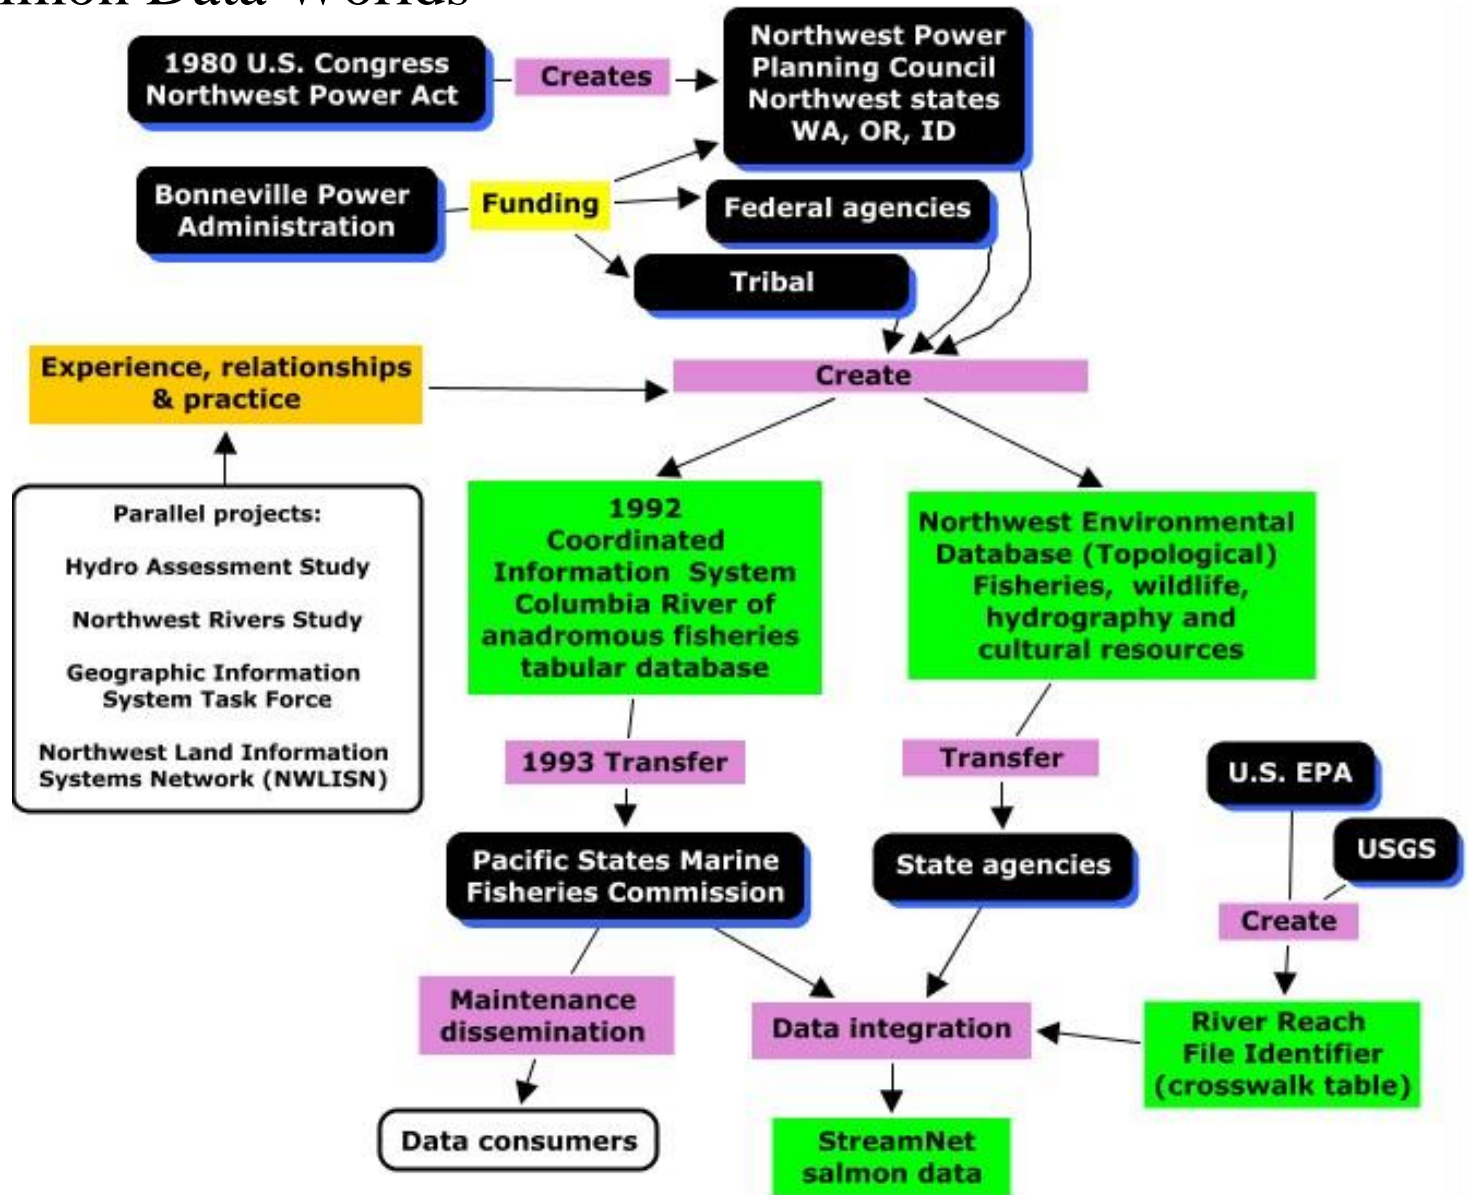 Data Worlds
1980 U.S. Congress
Northwest Power Act
Creates
Northwest Power
Planning Council
Northwest states
WA, OR, ID
Bonneville Power
Administration
Funding
Federal agencies
Tribal
Experience, relationships
& practice
Create
Parallel projects:
Hydro Assessment Study
Northwest Rivers Study
Geographic Information
System Task Force
Northwest Land Information
Systems Network (NWLISN)
1992
Coordinated
Information System
Columbia River of
anadromous fisheries
tabular database
Northwest Environmental
Database (Topological)
Fisheries, wildlife,
hydrography and
cultural resources
1993 Transfer
Transfer
U.S. EPA
USGS
Pacific States Marine
Fisheries Commission
State agencies
Create
Maintenance
dissemination
Data integration
River Reach
File Identifier
(crosswalk table)
Data consumers
StreamNet
salmon data